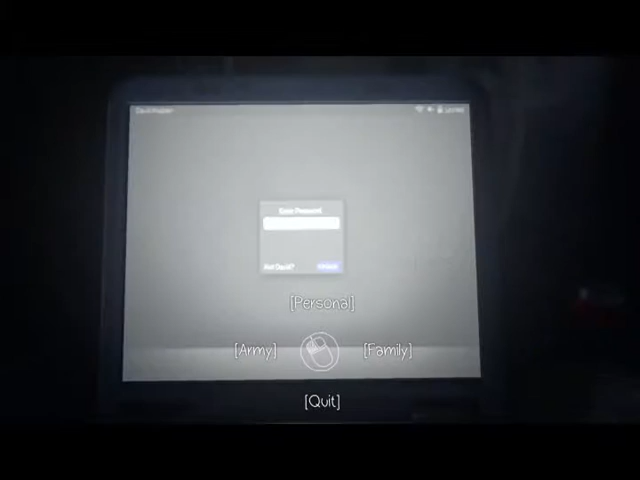 Enter Password
Not David?
[Personal]
[Army]
[Family]
[Quit]